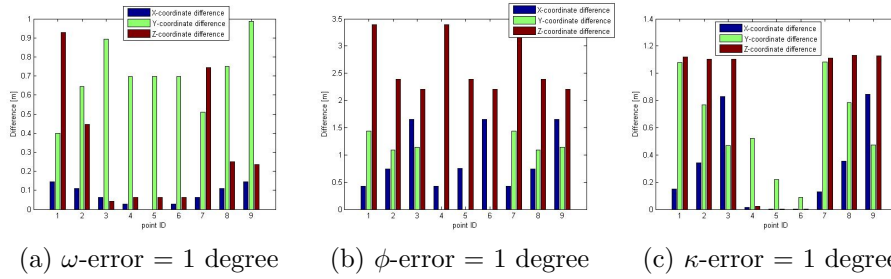 X-coordinate difference
Y-coordinate difference
Z-coordinate difference
Difference [m]
1
0.9
0.8
0.7
0.6
0.5
0.4
0.3
0.2
0.1
0
1 2 3 4 5 6 7 8 9
point ID
(a) ω-error = 1 degree
X-coordinate difference
Y-coordinate difference
Z-coordinate difference
Difference [m]
3.5
3
2.5
2
1.5
1
0.5
0
1 2 3 4 5 6 7 8 9
point ID
(b) ϕ-error = 1 degree
X-coordinate difference
Y-coordinate difference
Z-coordinate difference
Difference [m]
1.4
1.2
1
0.8
0.6
0.4
0.2
0
1 2 3 4 5 6 7 8 9
point ID
(c) κ-error = 1 degree